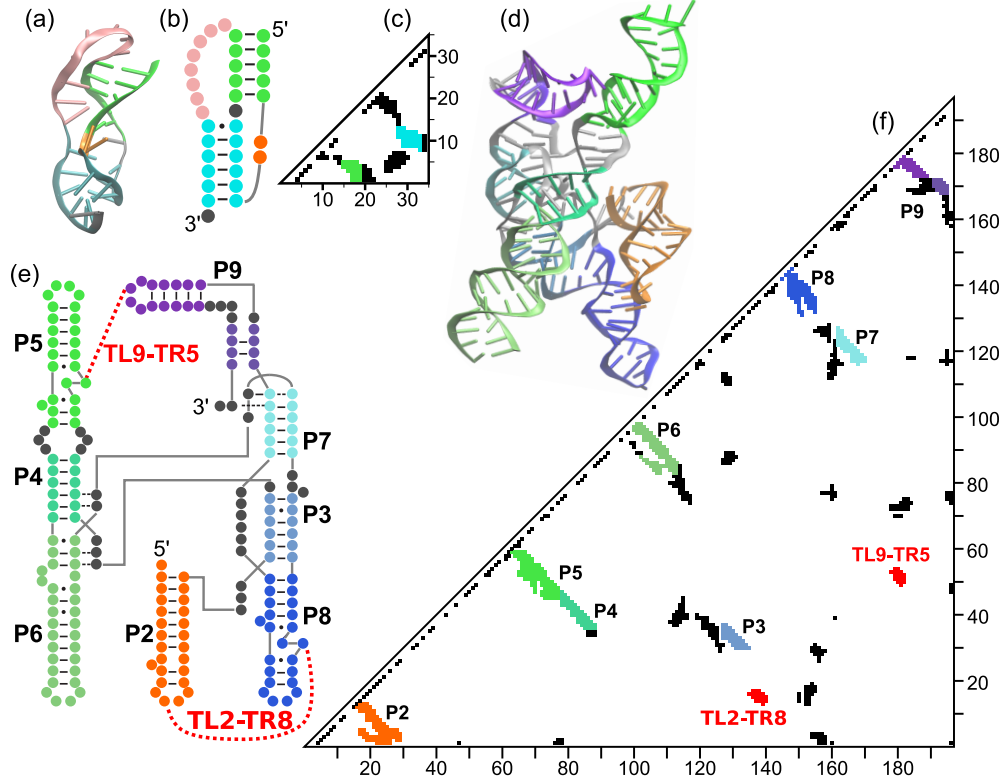 (a)
(b)
5'
3'
(c)
30
20
10
10 20 30
(d)
(e)
P9
P5
TL9-TR5
3'
P7
P4
P3
5'
P8
P2
P6
TL2-TR8
(f)
180
160
140
120
100
80
60
40
20
P9
P8
P7
P6
TL9-TR5
P5
P4
P3
TL2-TR8
P2
20 40 60 80 100 120 140 160 180